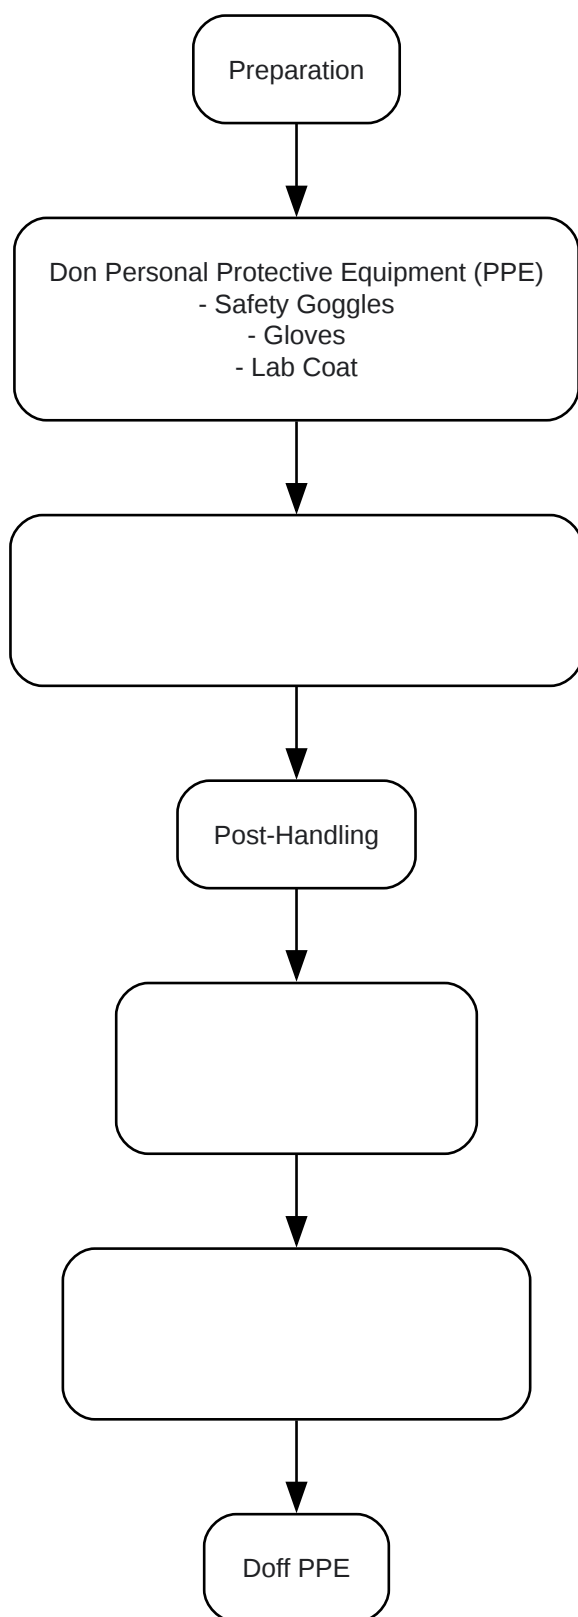 Preparation
Don Personal Protective Equipment (PPE)
- Safety Goggles
- Gloves
- Lab Coat
Post-Handling
Doff PPE